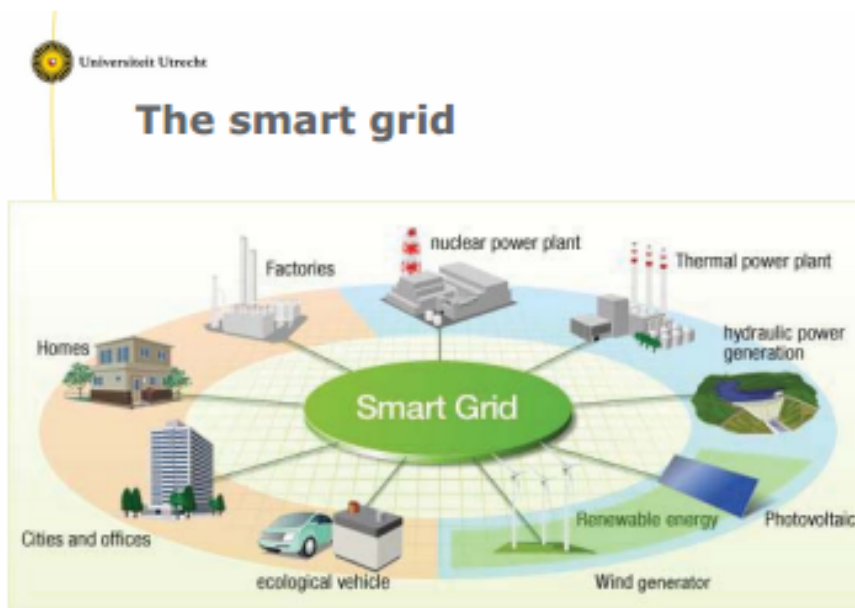 Universiteit Utrecht
The smart grid
nuclear power plant
Factories
Thermal power plant
Homes
hydraulic power
generation
Smart Grid
Cities and offices
ecological vehicle
Renewable energy
Photovoltaic
Wind generator